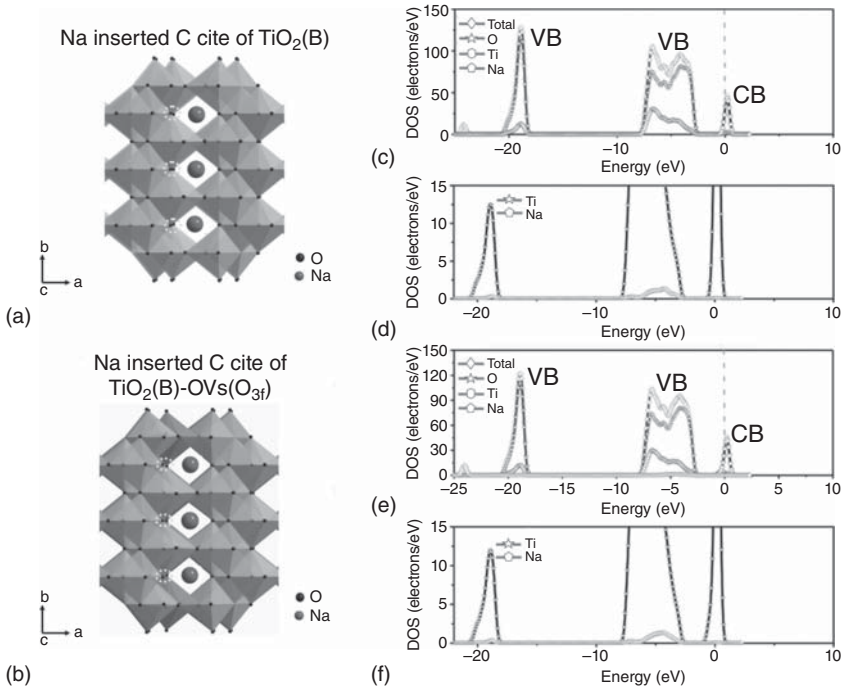 Na inserted C cite of TiO₂(B)
b
c
a
O
Na
(a)
Na inserted C cite of
TiO₂(B)-OVs(O₃f)
b
c
a
O
Na
(b)
DOS (electrons/eV)
150
100
50
0
Total
O
Ti
Na
VB
VB
CB
−20
−10
0
10
(c)
Energy (eV)
DOS (electrons/eV)
15
10
5
0
Ti
Na
−20
−10
0
10
(d)
Energy (eV)
DOS (electrons/eV)
150
120
90
60
30
0
Total
O
Ti
Na
VB
VB
CB
−25
−20
−15
−10
−5
0
5
10
(e)
Energy (eV)
DOS (electrons/eV)
15
10
5
0
Ti
Na
−20
−10
0
10
(f)
Energy (eV)